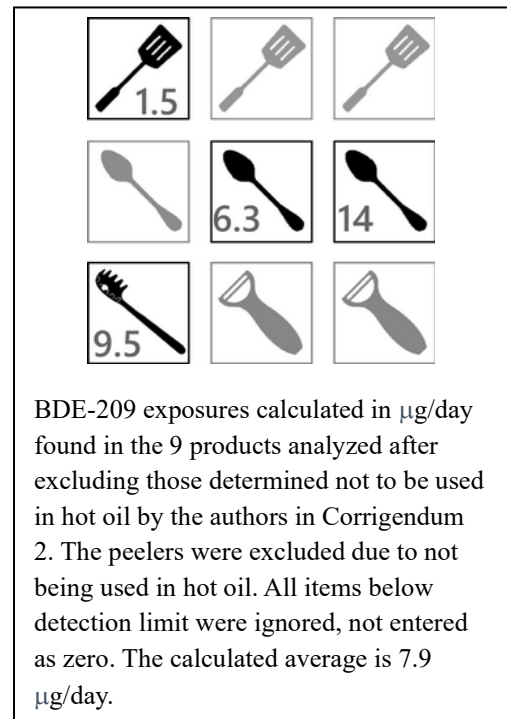 1.5
6.3
14
9.5
BDE-209 exposures calculated in μg/day
found in the 9 products analyzed after
excluding those determined not to be used
in hot oil by the authors in Corrigendum
2. The peelers were excluded due to not
being used in hot oil. All items below
detection limit were ignored, not entered
as zero. The calculated average is 7.9
μg/day.